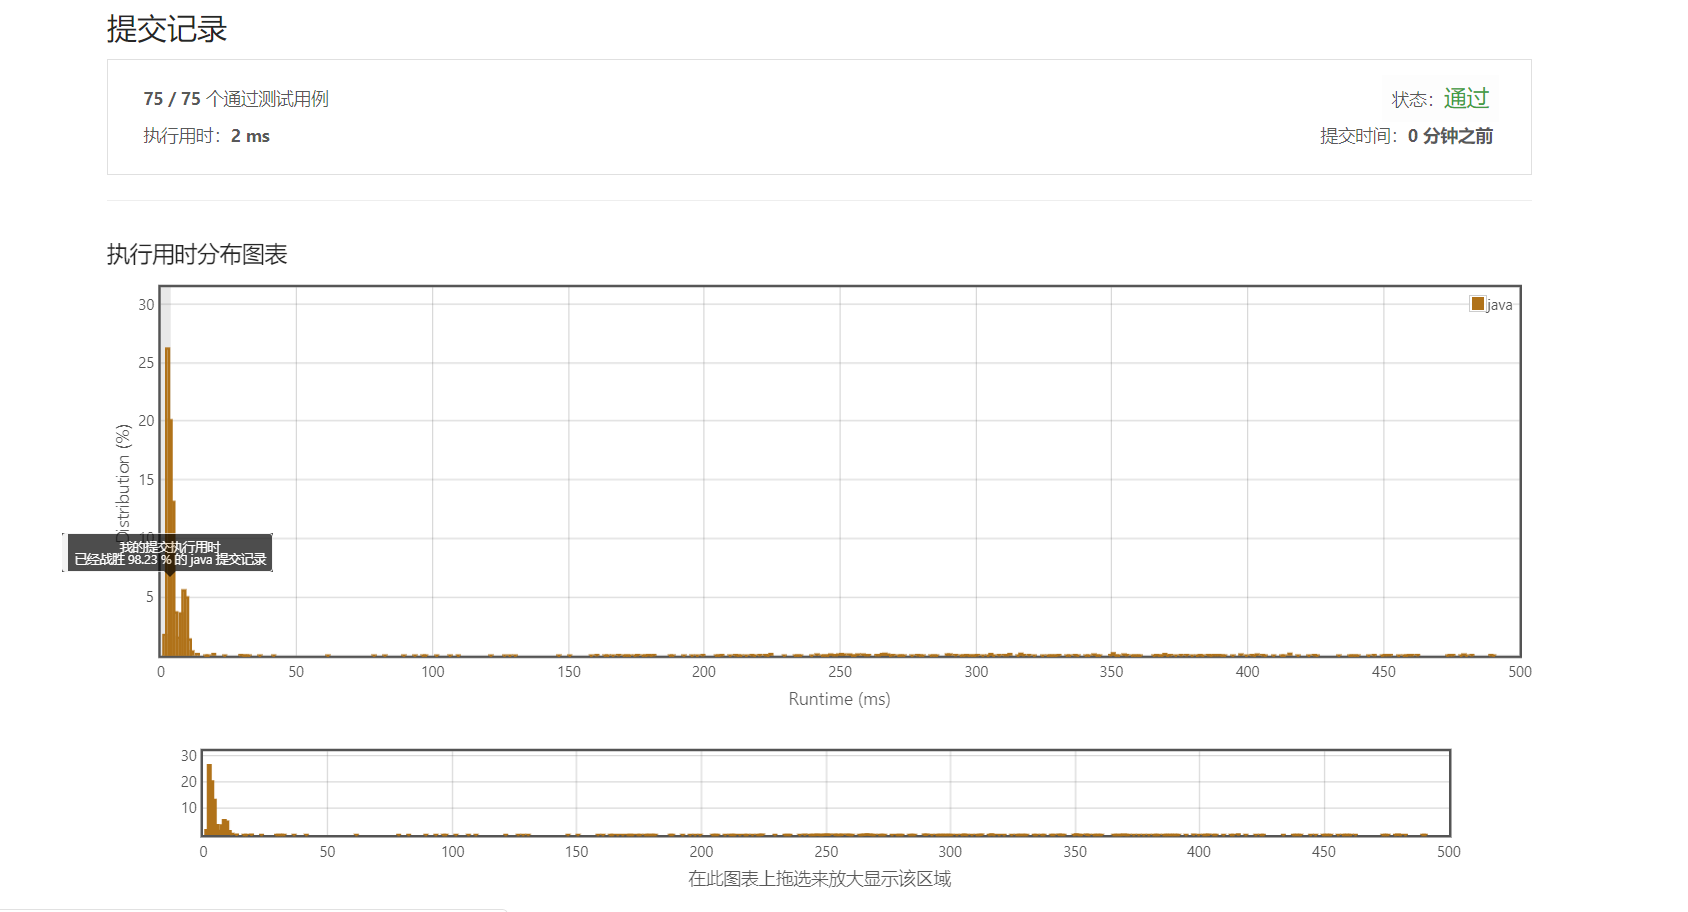 提交记录
75 / 75 个通过测试用例
状态：通过
执行用时：2 ms
提交时间：0 分钟之前
执行用时分布图表
java
30
25
20
15
10
5
Distribution (%)
我的提交执行用时
已经战胜 98.23 % 的 java 提交记录
0 50 100 150 200 250 300 350 400 450 500
Runtime (ms)
30
20
10
0 50 100 150 200 250 300 350 400 450 500
在此图表上拖选来放大显示该区域